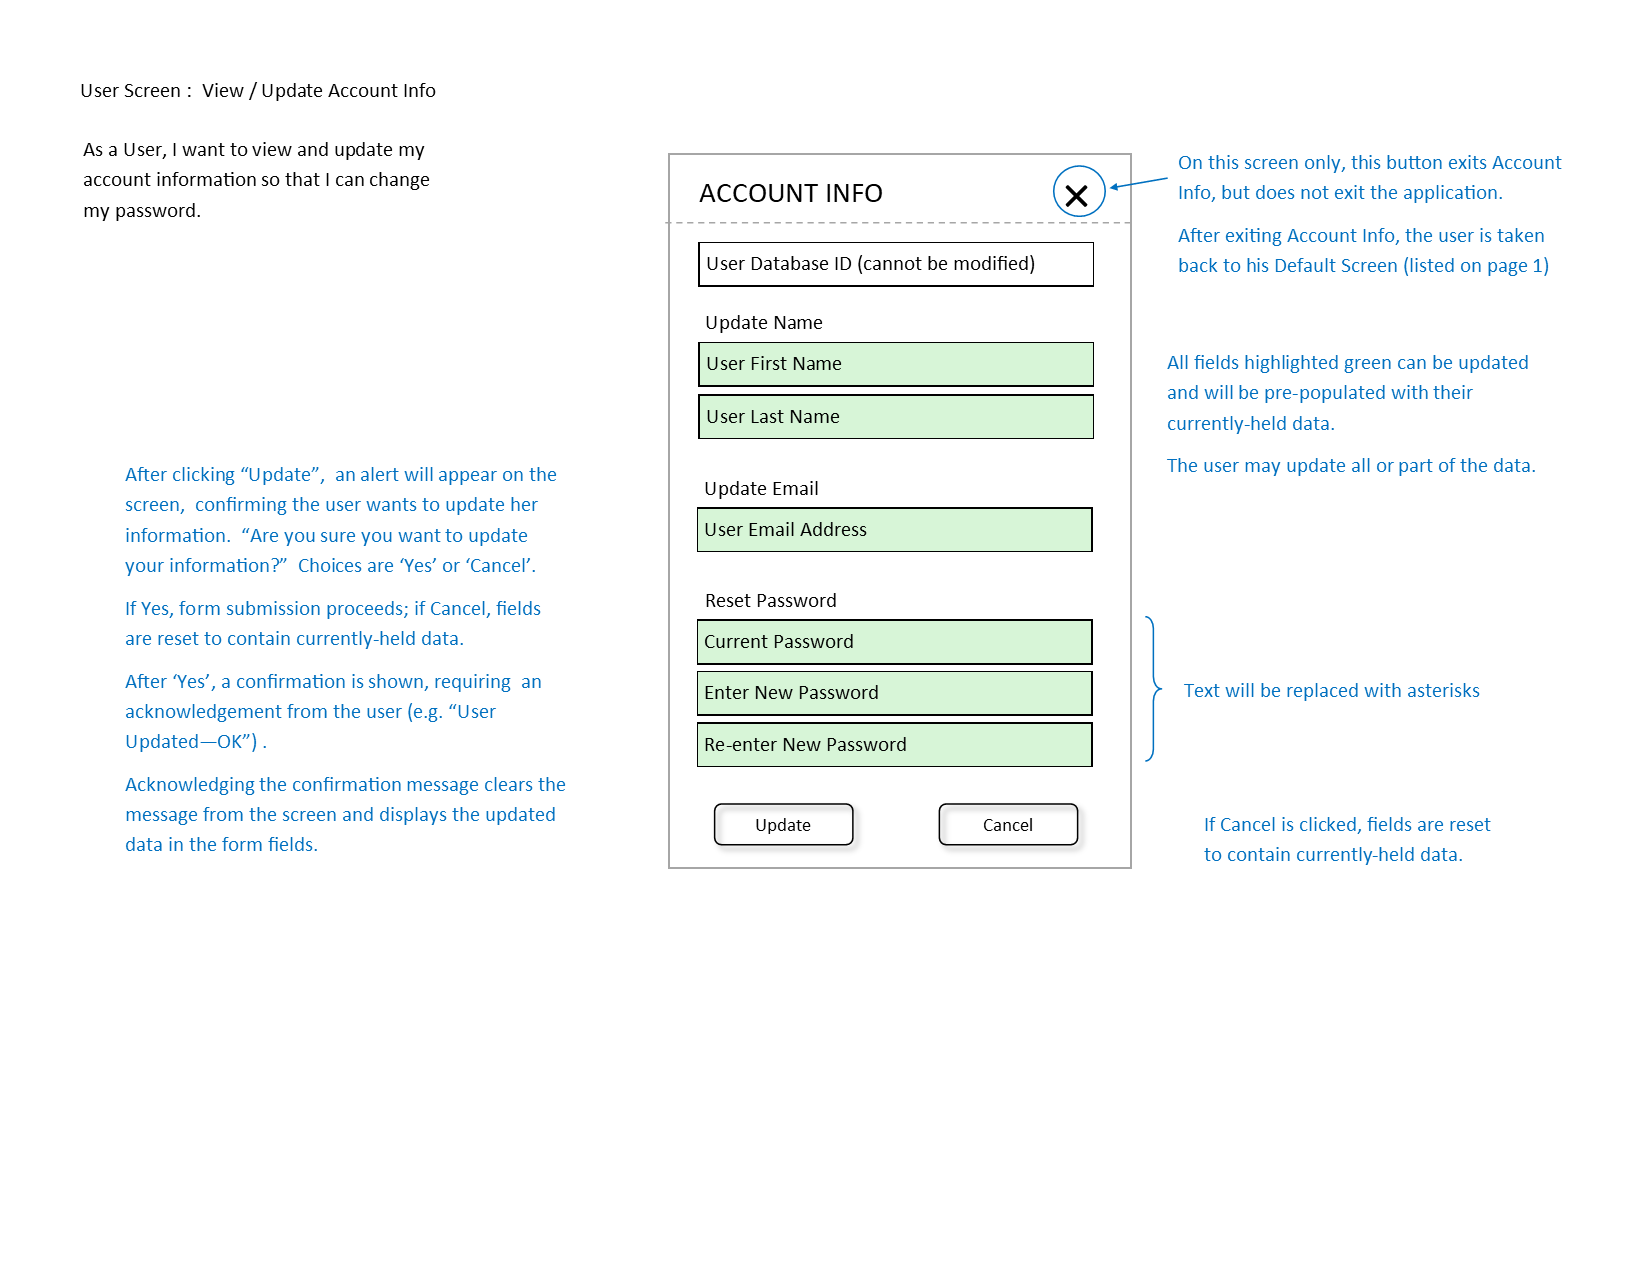 User Screen :  View / Update Account Info
As a User, I want to view and update my
account information so that I can change
my password.
ACCOUNT INFO
On this screen only, this button exits Account
Info, but does not exit the application.
After exiting Account Info, the user is taken
back to his Default Screen (listed on page 1)
User Database ID (cannot be modified)
Update Name
User First Name
User Last Name
All fields highlighted green can be updated
and will be pre-populated with their
currently-held data.
The user may update all or part of the data.
After clicking “Update”,  an alert will appear on the
screen,  confirming the user wants to update her
information.  “Are you sure you want to update
your information?”  Choices are ‘Yes’ or ‘Cancel’.
If Yes, form submission proceeds; if Cancel, fields
are reset to contain currently-held data.
After ‘Yes’, a confirmation is shown, requiring  an
acknowledgement from the user (e.g. “User
Updated—OK”) .
Acknowledging the confirmation message clears the
message from the screen and displays the updated
data in the form fields.
Update Email
User Email Address
Reset Password
Current Password
Enter New Password
Re-enter New Password
Text will be replaced with asterisks
Update
Cancel
If Cancel is clicked, fields are reset
to contain currently-held data.